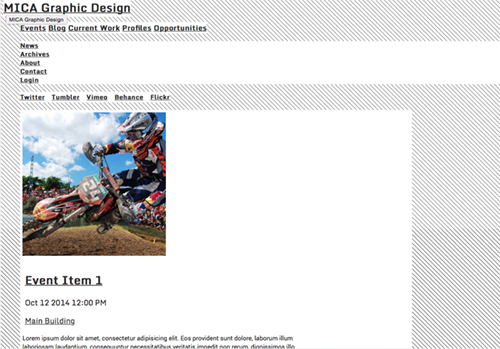 MICA Graphic Design
MICA Graphic Design
Events Blog Current Work Profiles Opportunities
News
Archives
About
Contact
Login
Twitter Tumbler Vimeo Behance Flickr
Event Item 1
Oct 12 2014 12:00 PM
Main Building
Lorem ipsum dolor sit amet, consectetur adipisicing elit. Eos provident sunt dolore, laborum illum
laboriosam laudantium, consequuntur necessitatibus veritatis impedit non rerum, dignissimos illo